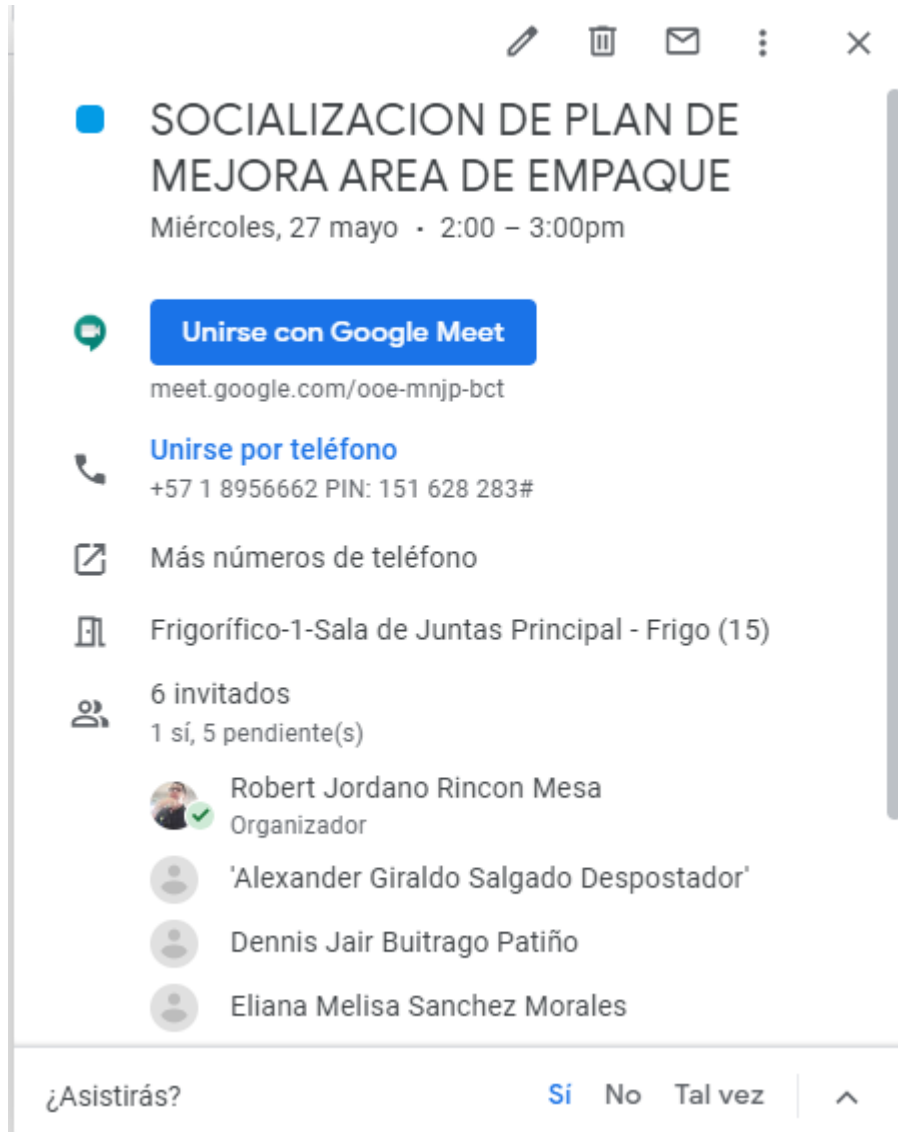 SOCIALIZACION DE PLAN DE
MEJORA AREA DE EMPAQUE
Miércoles, 27 mayo · 2:00 – 3:00pm
Unirse con Google Meet
meet.google.com/ooe-mnjp-bct
Unirse por teléfono
+57 1 8956662 PIN: 151 628 283#
Más números de teléfono
Frigorífico-1-Sala de Juntas Principal - Frigo (15)
6 invitados
1 sí, 5 pendiente(s)
Robert Jordano Rincon Mesa
Organizador
'Alexander Giraldo Salgado Despostador'
Dennis Jair Buitrago Patiño
Eliana Melisa Sanchez Morales
¿Asistirás? Sí No Tal vez